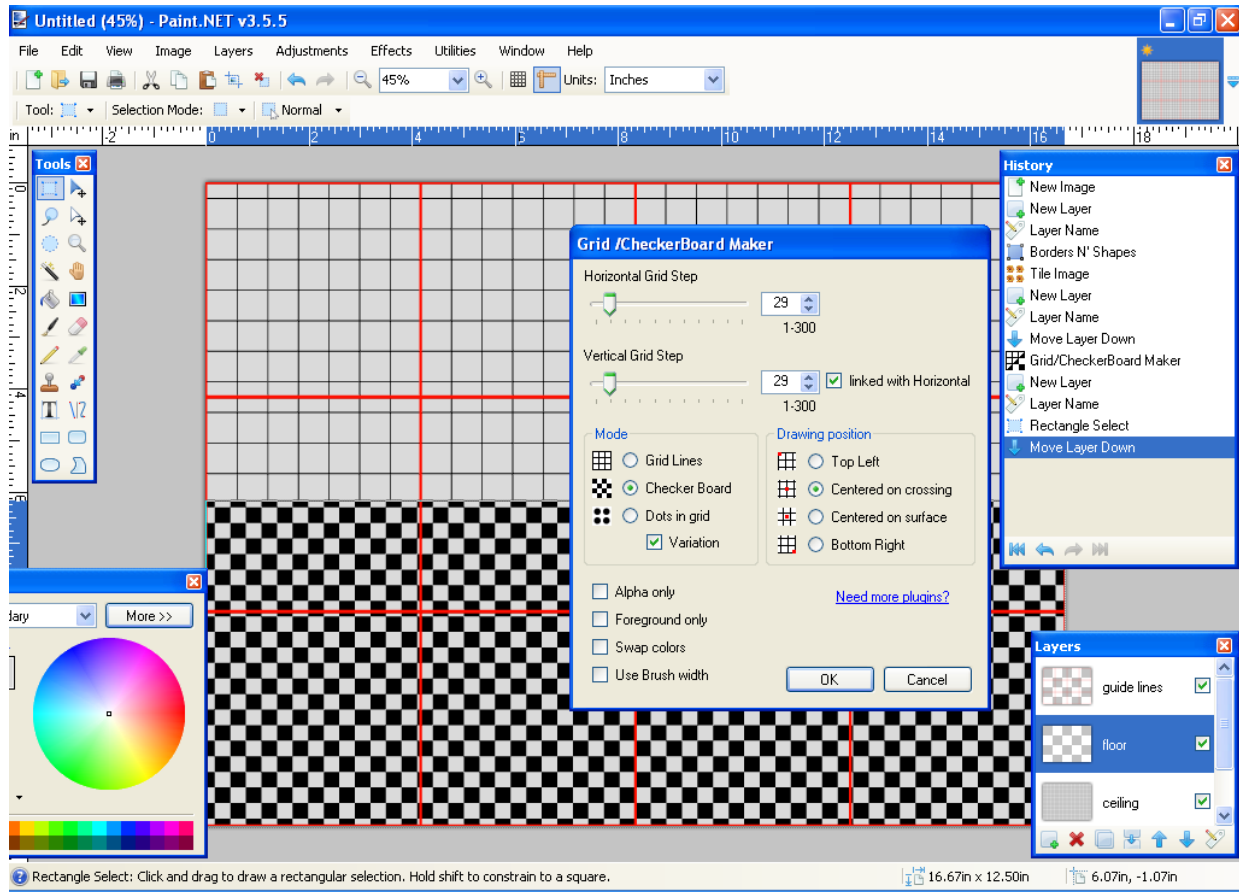 Untitled (45%) - Paint.NET v3.5.5
File Edit View Image Layers Adjustments Effects Utilities Window Help
45% Units: Inches
Tool: Selection Mode: Normal
in -2 0 2 4 6 8 10 12 14 16 18
Tools
0
2
4
6
History
New Image
New Layer
Layer Name
Borders N' Shapes
Tile Image
New Layer
Layer Name
Move Layer Down
Grid/CheckerBoard Maker
New Layer
Layer Name
Rectangle Select
Move Layer Down
Grid /CheckerBoard Maker
Horizontal Grid Step
29
1-300
Vertical Grid Step
29 linked with Horizontal
1-300
Mode
Grid Lines
Checker Board
Dots in grid
Variation
Drawing position
Top Left
Centered on crossing
Centered on surface
Bottom Right
Alpha only
Foreground only
Swap colors
Use Brush width
Need more plugins?
OK Cancel
More >>
Layers
guide lines
floor
ceiling
Rectangle Select: Click and drag to draw a rectangular selection. Hold shift to constrain to a square.
16.67in x 12.50in
6.07in, -1.07in